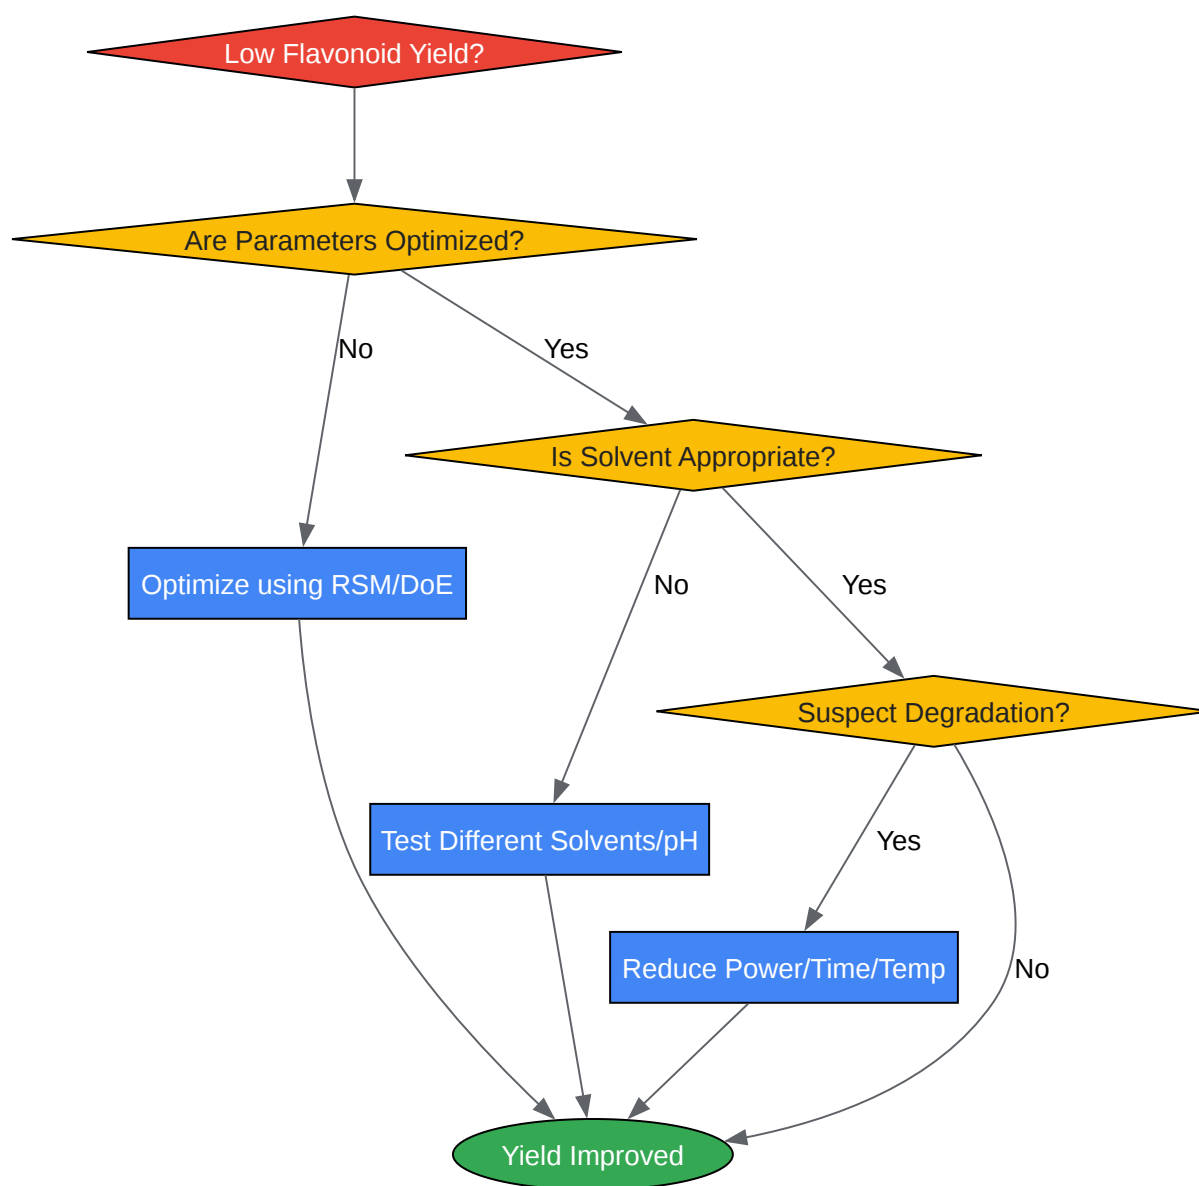 Low Flavonoid Yield?
Are Parameters Optimized?
No
Yes
Is Solvent Appropriate?
Optimize using RSM/DoE
No
Yes
Suspect Degradation?
Test Different Solvents/pH
Yes
Reduce Power/Time/Temp
No
Yield Improved